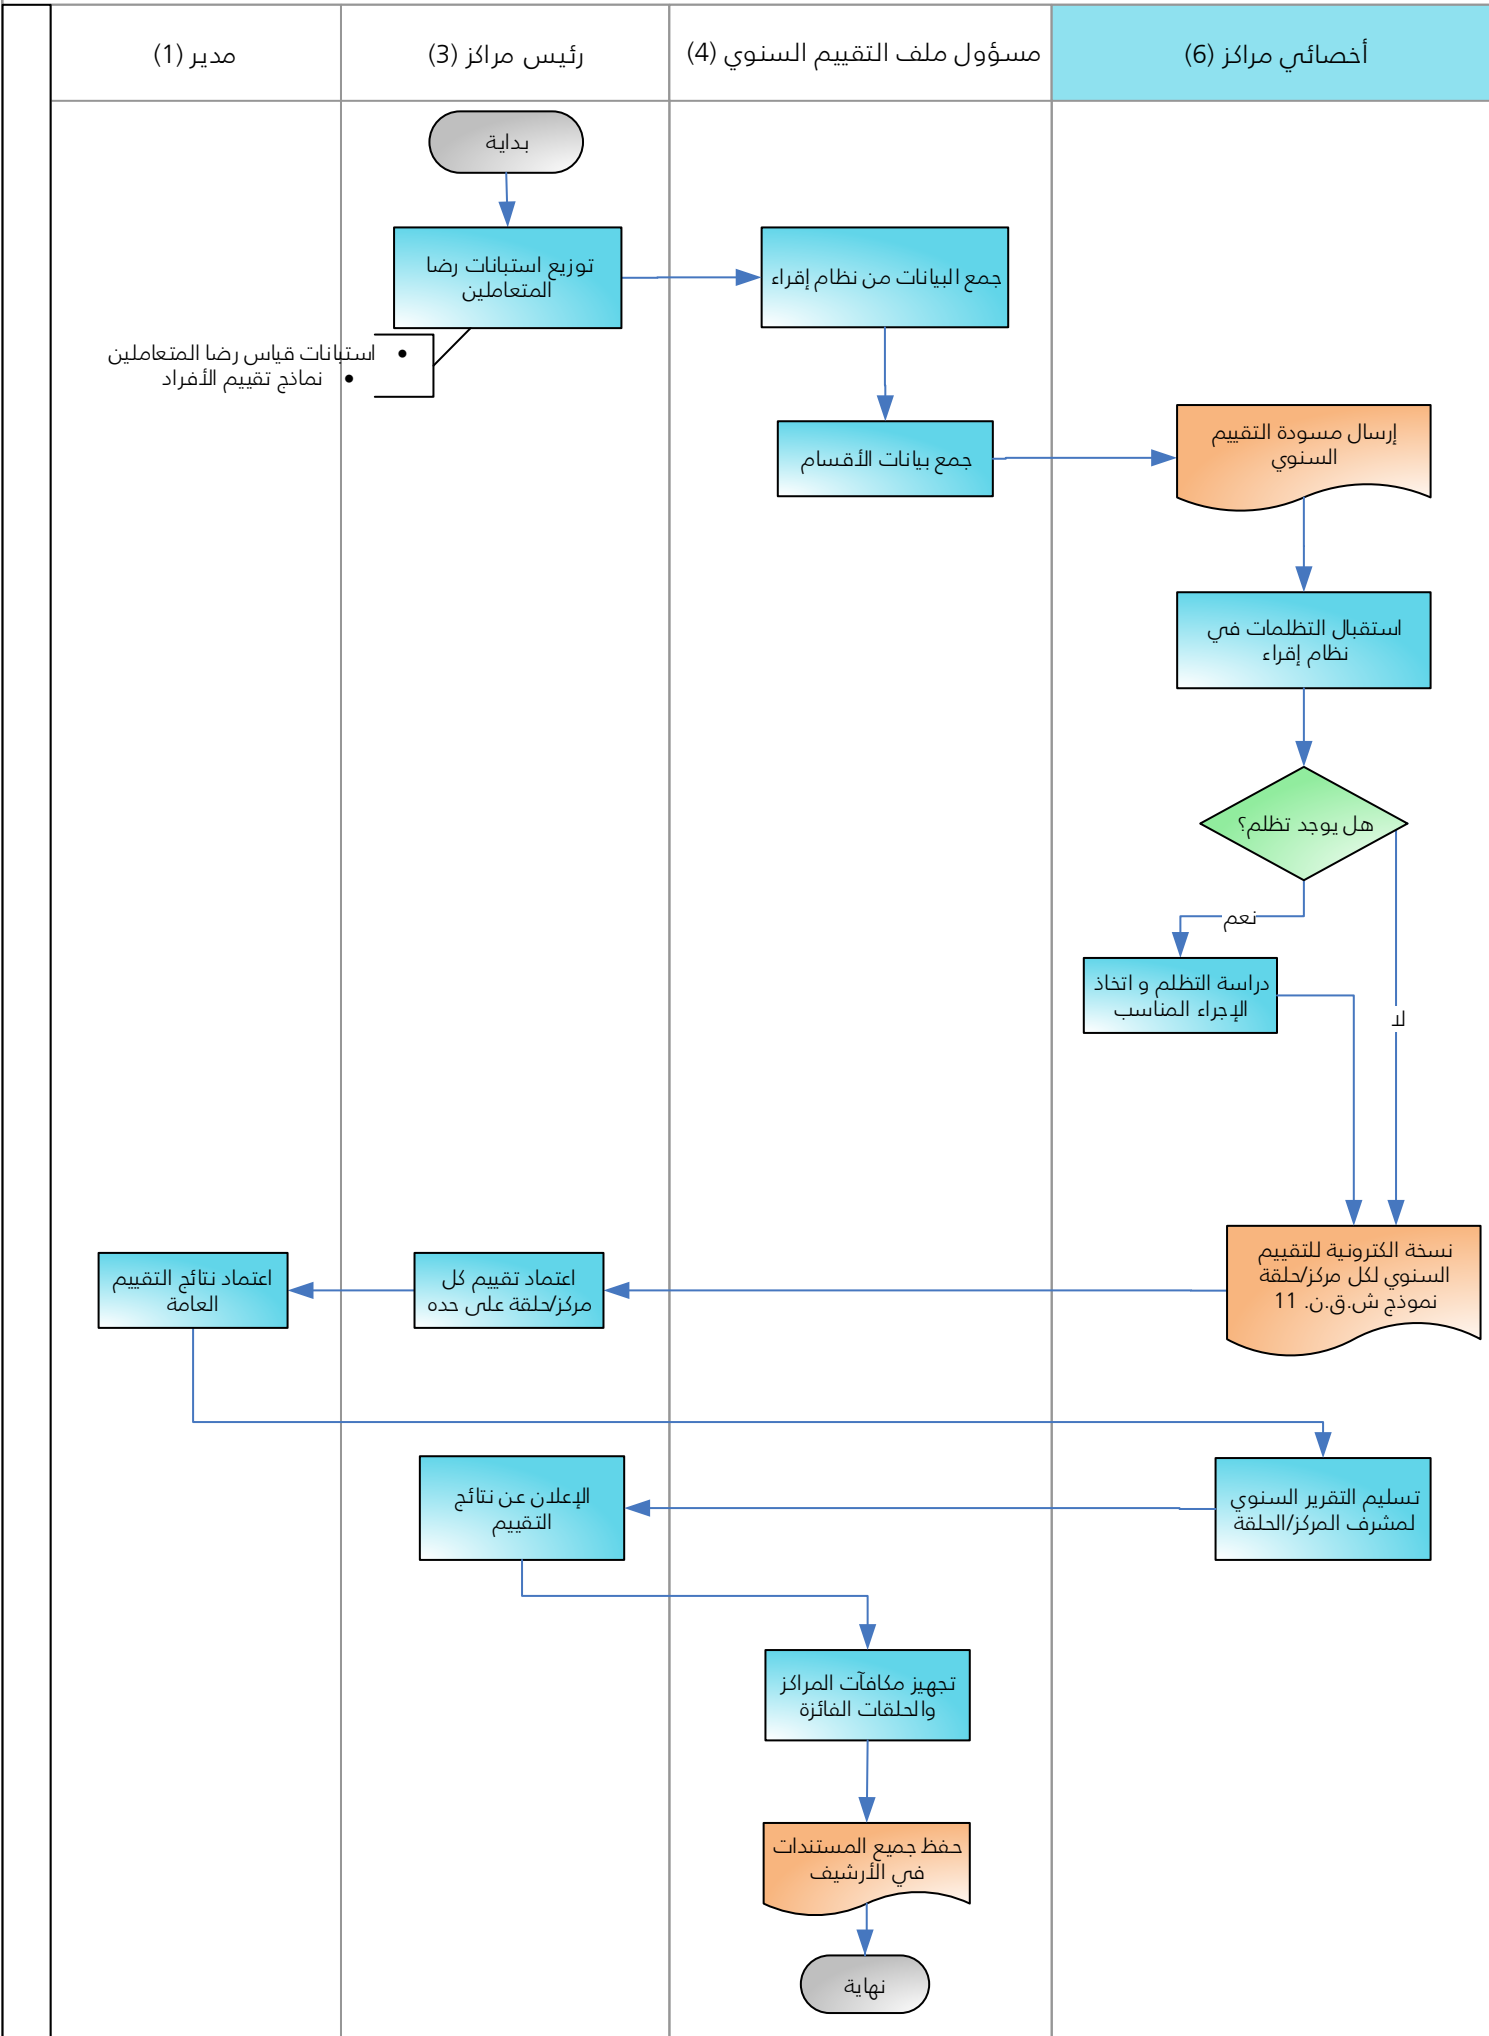 أخصائي مراكز (6)
مسؤول ملف التقييم السنوي (4)
رئيس مراكز (3)
مدير (1)
بداية
توزيع استبانات رضا
المتعاملين
جمع البيانات من نظام إقراء
• استبانات قياس رضا المتعاملين
• نماذج تقييم الأفراد
جمع بيانات الأقسام
إرسال مسودة التقييم
السنوي
استقبال التظلمات في
نظام إقراء
هل يوجد تظلم؟
نعم
دراسة التظلم و اتخاذ
الإجراء المناسب
لا
نسخة الكترونية للتقييم
السنوي لكل مركز/حلقة
نموذج ش.ق.ن. 11
اعتماد تقييم كل
مركز/حلقة على حده
اعتماد نتائج التقييم
العامة
تسليم التقرير السنوي
لمشرف المركز/الحلقة
الإعلان عن نتائج
التقييم
تجهيز مكافآت المراكز
والحلقات الفائزة
حفظ جميع المستندات
في الأرشيف
نهاية